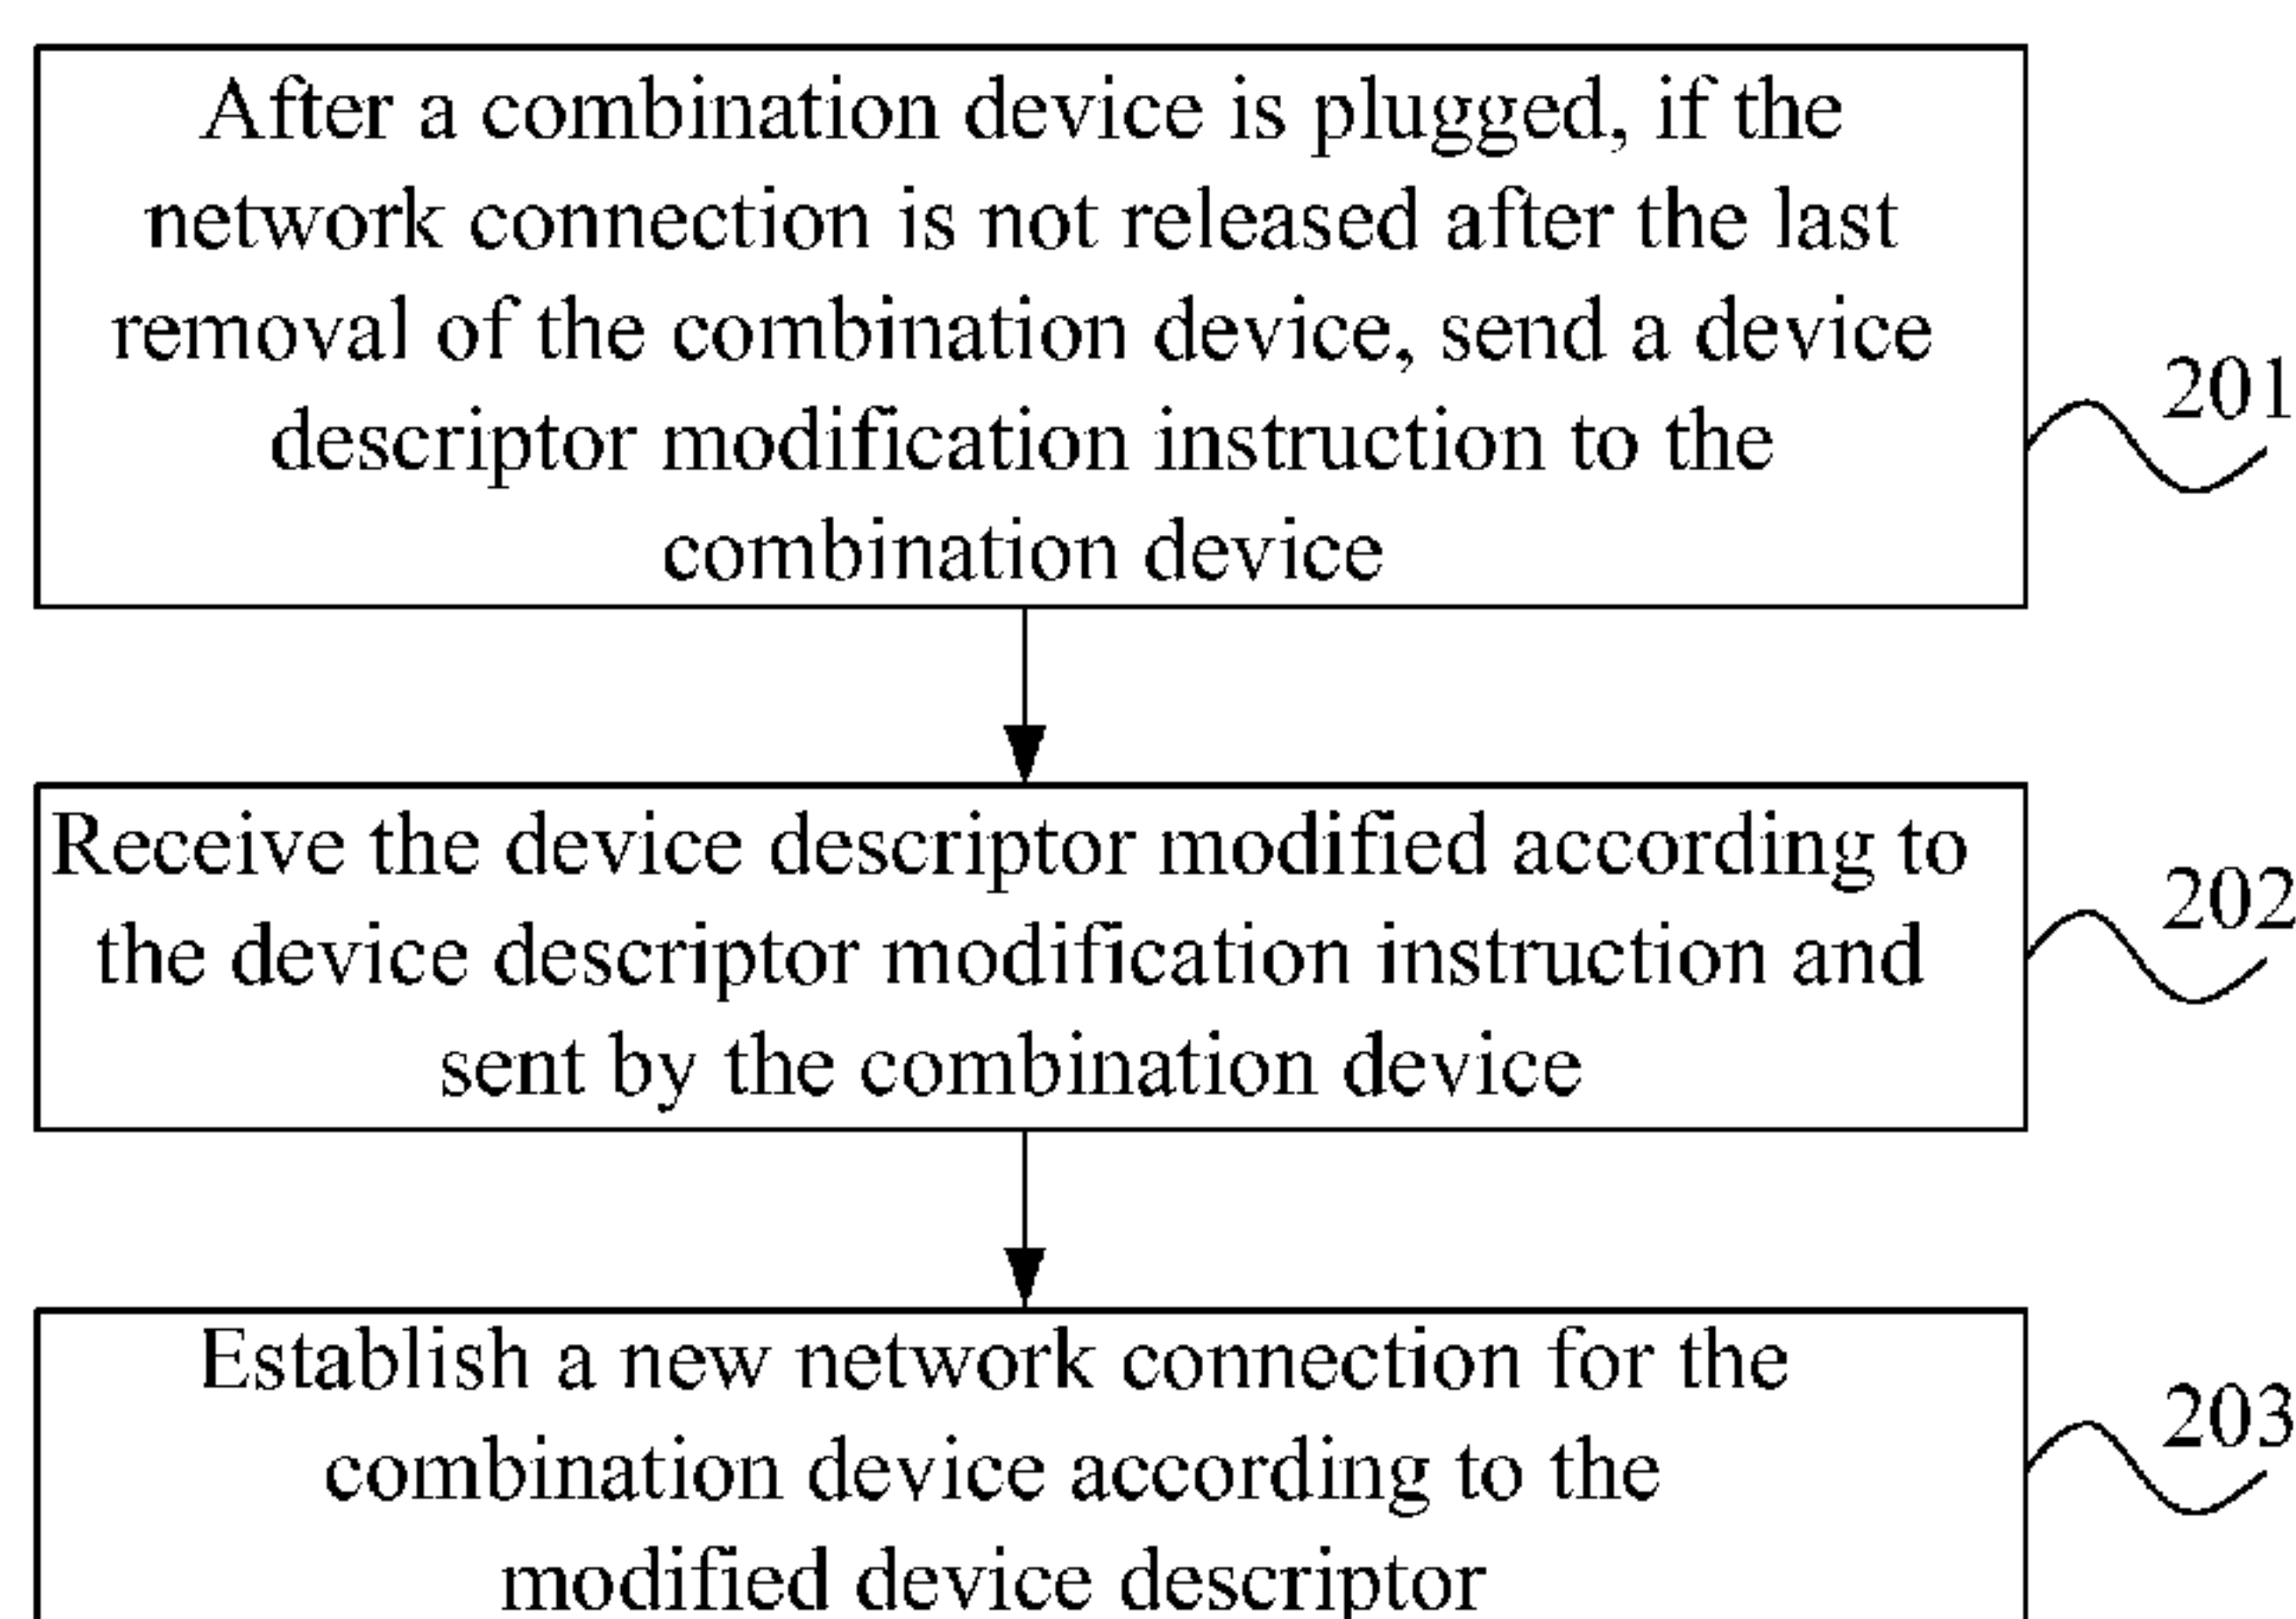 After a combination device is plugged, if the
network connection is not released after the last
removal of the combination device, send a device
descriptor modification instruction to the
combination device
201
Receive the device descriptor modified according to
the device descriptor modification instruction and
sent by the combination device
202
Establish a new network connection for the
combination device according to the
modified device descriptor
203